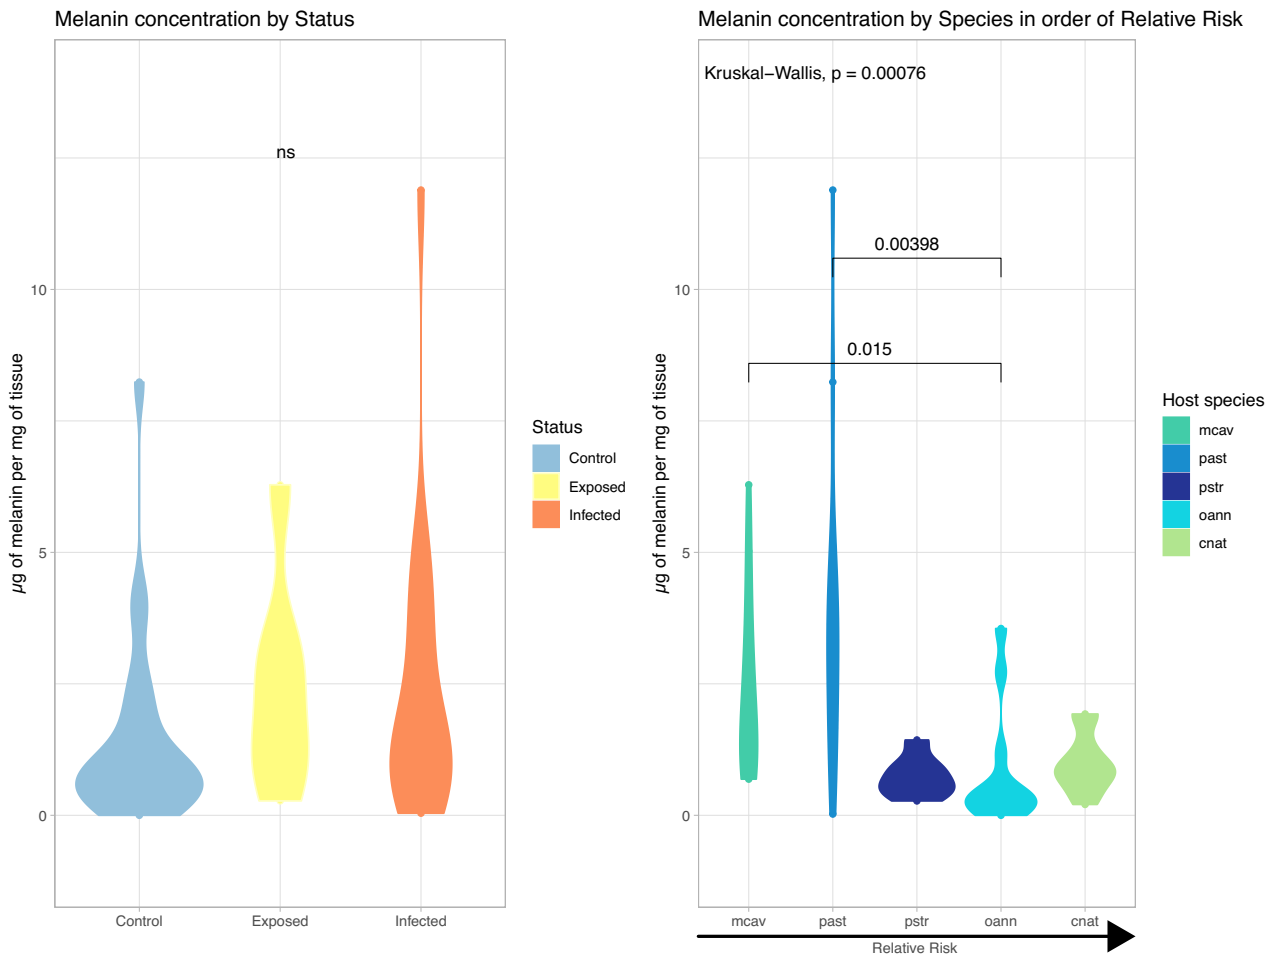 Melanin concentration by Status
ns
10
5
0
µg of melanin per mg of tissue
Control
Exposed
Infected
Status
Control
Exposed
Infected
Melanin concentration by Species in order of Relative Risk
Kruskal–Wallis, p = 0.00076
0.00398
0.015
10
5
0
µg of melanin per mg of tissue
mcav
past
pstr
oann
cnat
Relative Risk
Host species
mcav
past
pstr
oann
cnat